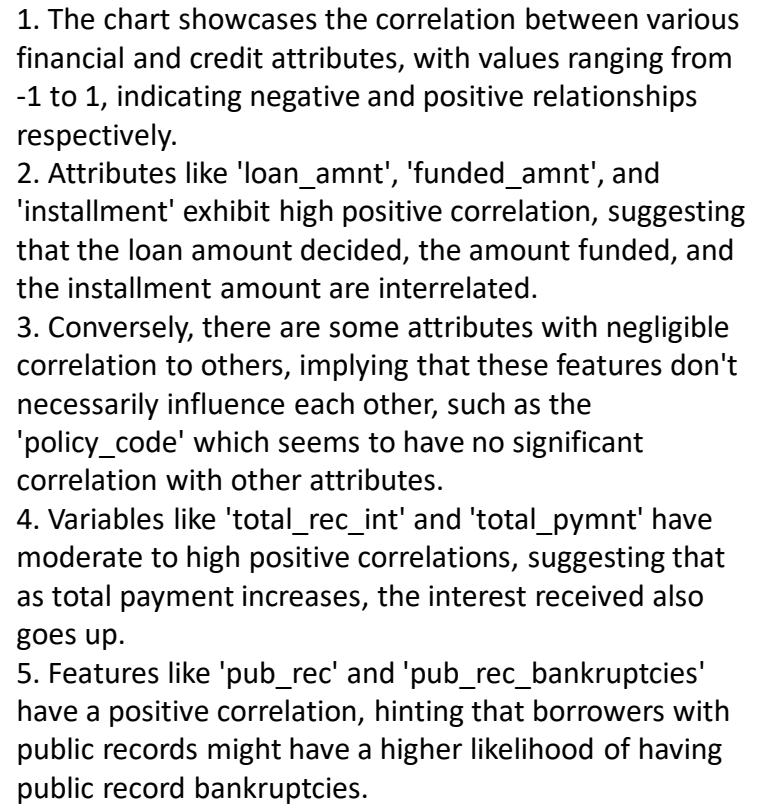 1. The chart showcases the correlation between various
financial and credit attributes, with values ranging from
-1 to 1, indicating negative and positive relationships
respectively.
2. Attributes like 'loan_amnt', 'funded_amnt', and
'installment' exhibit high positive correlation, suggesting
that the loan amount decided, the amount funded, and
the installment amount are interrelated.
3. Conversely, there are some attributes with negligible
correlation to others, implying that these features don't
necessarily influence each other, such as the
'policy_code' which seems to have no significant
correlation with other attributes.
4. Variables like 'total_rec_int' and 'total_pymnt' have
moderate to high positive correlations, suggesting that
as total payment increases, the interest received also
goes up.
5. Features like 'pub_rec' and 'pub_rec_bankruptcies'
have a positive correlation, hinting that borrowers with
public records might have a higher likelihood of having
public record bankruptcies.